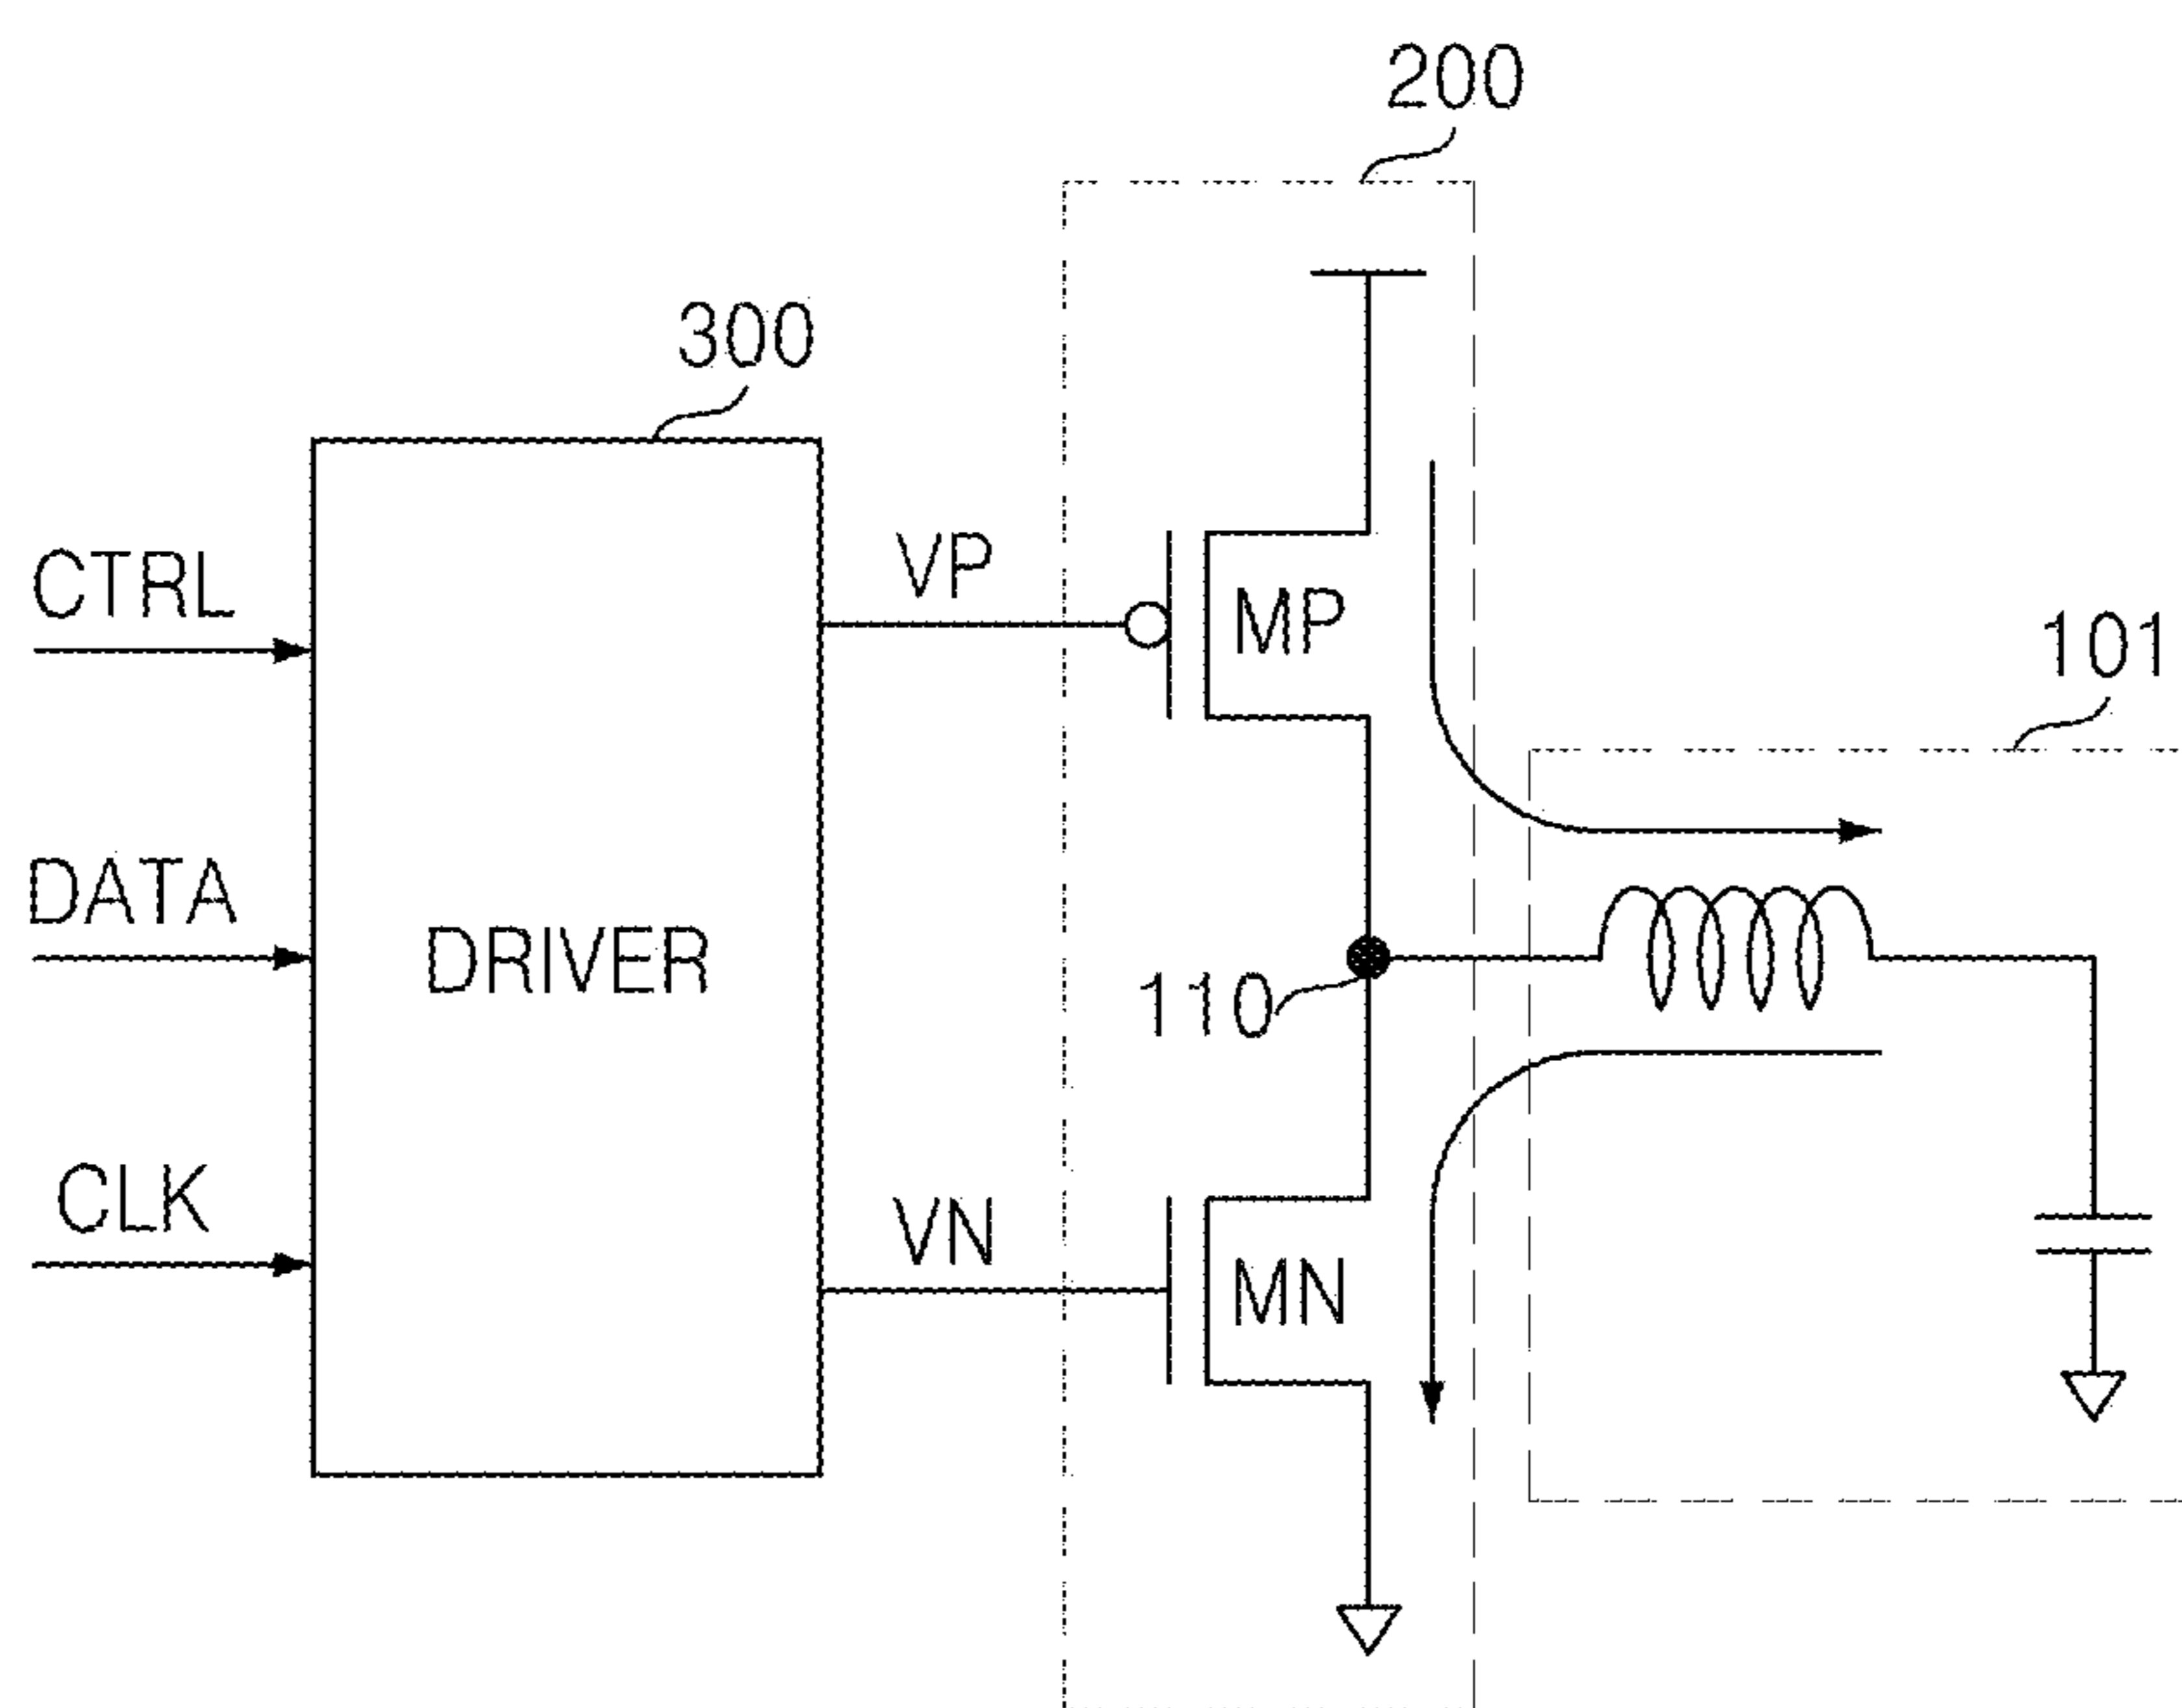 200
300
VP
CTRL
MP
101
DATA
DRIVER
110
CLK
VN
MN